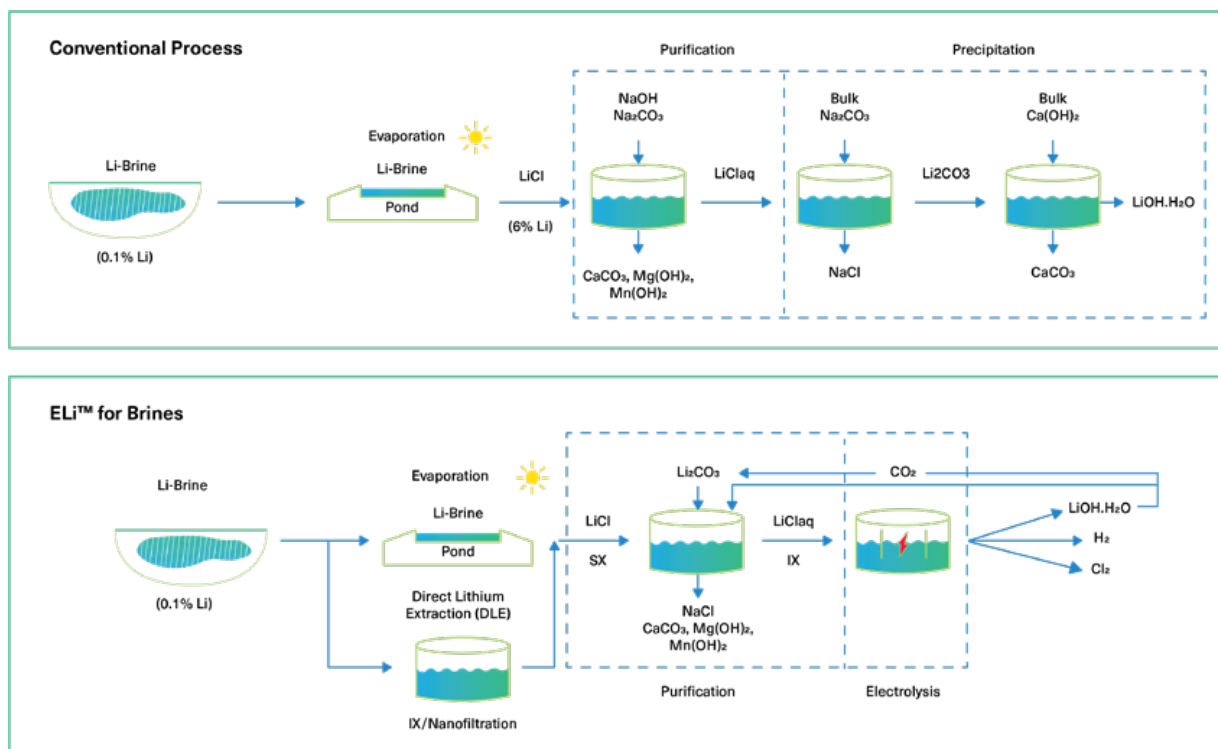 Conventional Process
Purification
Precipitation
NaOH
Na₂CO₃
Bulk
Na₂CO₃
Bulk
Ca(OH)₂
Evaporation
Li-Brine
Li-Brine
Pond
LiCl
(6% Li)
LiClaq
Li2CO3
LiOH.H₂O
(0.1% Li)
CaCO₃, Mg(OH)₂,
Mn(OH)₂
NaCl
CaCO₃
ELi™ for Brines
Evaporation
Li-Brine
Li-Brine
Pond
(0.1% Li)
Direct Lithium
Extraction (DLE)
IX/Nanofiltration
LiCl
SX
Li₂CO₃
CO₂
LiClaq
IX
LiOH.H₂O
H₂
Cl₂
NaCl
CaCO₃, Mg(OH)₂,
Mn(OH)₂
Purification
Electrolysis